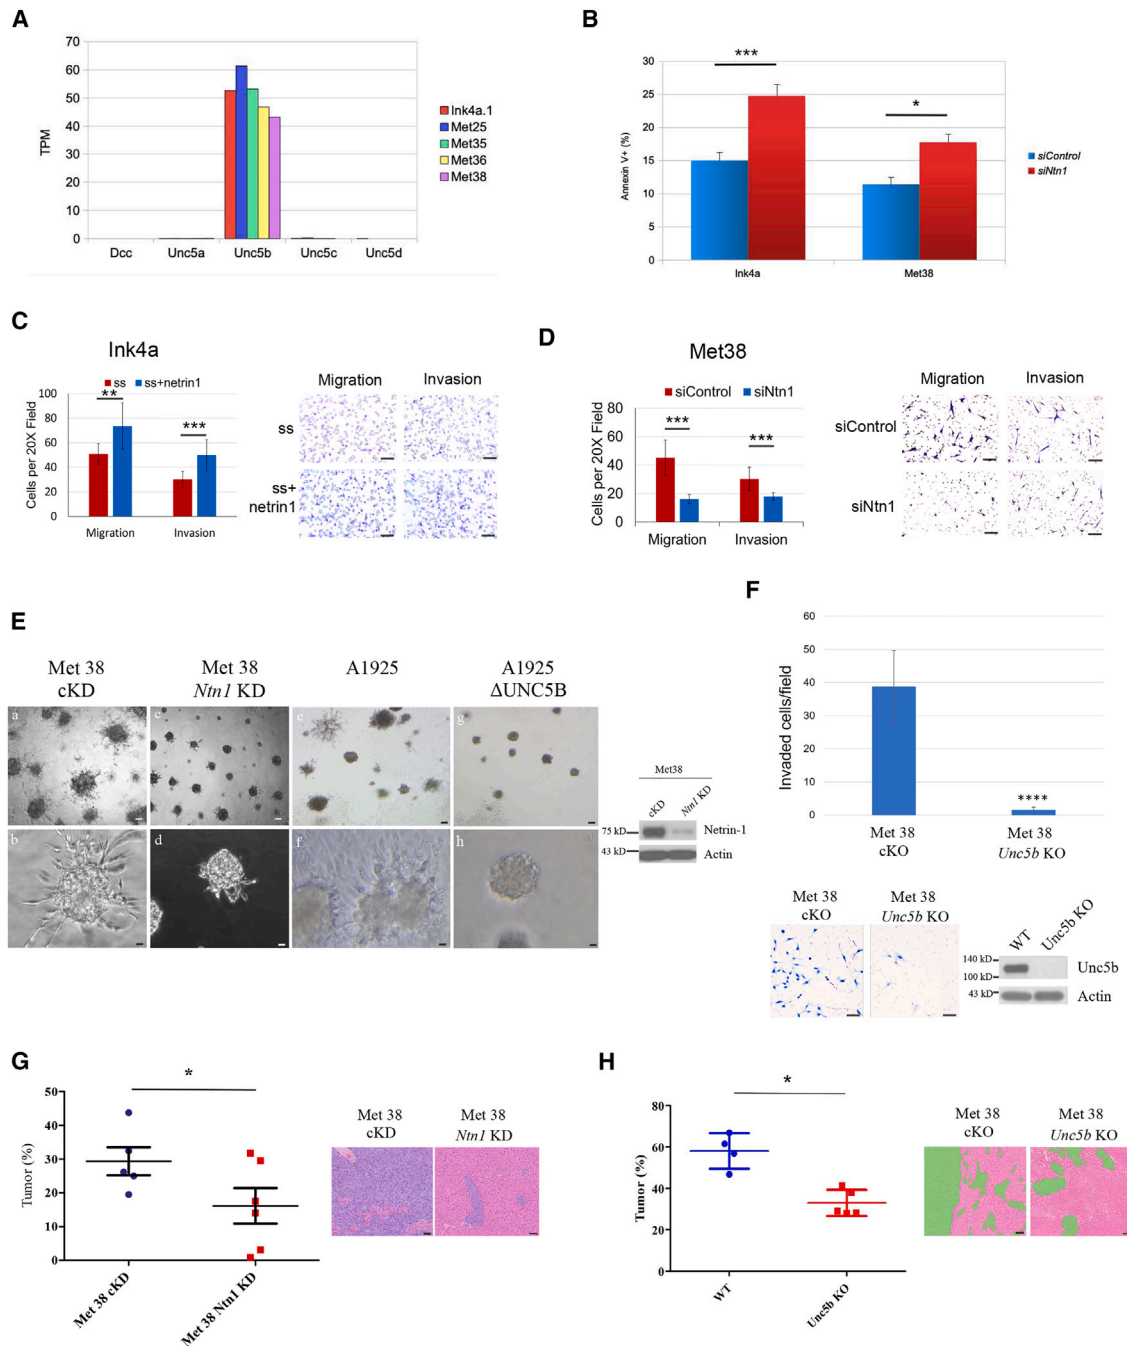 A
70
60
50
40
30
20
10
0
TPM
Dcc Unc5a Unc5b Unc5c Unc5d
Ink4a.1
Met25
Met35
Met36
Met38
B
***
*
30
25
20
15
10
5
0
Annexin V+ (%)
Ink4a Met38
siControl
siNtn1
C
Ink4a
ss ss+netrin1
** ***
100
80
60
40
20
0
Cells per 20X Field
Migration Invasion
Migration Invasion
ss
ss+
netrin1
D
Met38
siControl siNtn1
*** ***
80
60
40
20
0
Cells per 20X Field
Migration Invasion
Migration Invasion
siControl
siNtn1
E
Met 38
cKD
Met 38
Ntn1 KD
A1925
A1925
ΔUNC5B
a c e g
b d f h
Met38
cKD Ntn1 KD
75 kD Netrin-1
43 kD Actin
F
60
50
40
30
20
10
0
Invaded cells/field
****
Met 38
cKO
Met 38
Unc5b KO
Met 38
cKO
Met 38
Unc5b KO
WT Unc5b KO
140 kD
100 kD
Unc5b
43 kD Actin
G
*
50
40
30
20
10
0
Tumor (%)
Met 38 cKD
Met 38 Ntn1 KD
Met 38
cKD
Met 38
Ntn1 KD
H
*
80
60
40
20
0
Tumor (%)
WT
Unc5b KO
Met 38
cKO
Met 38
Unc5b KO